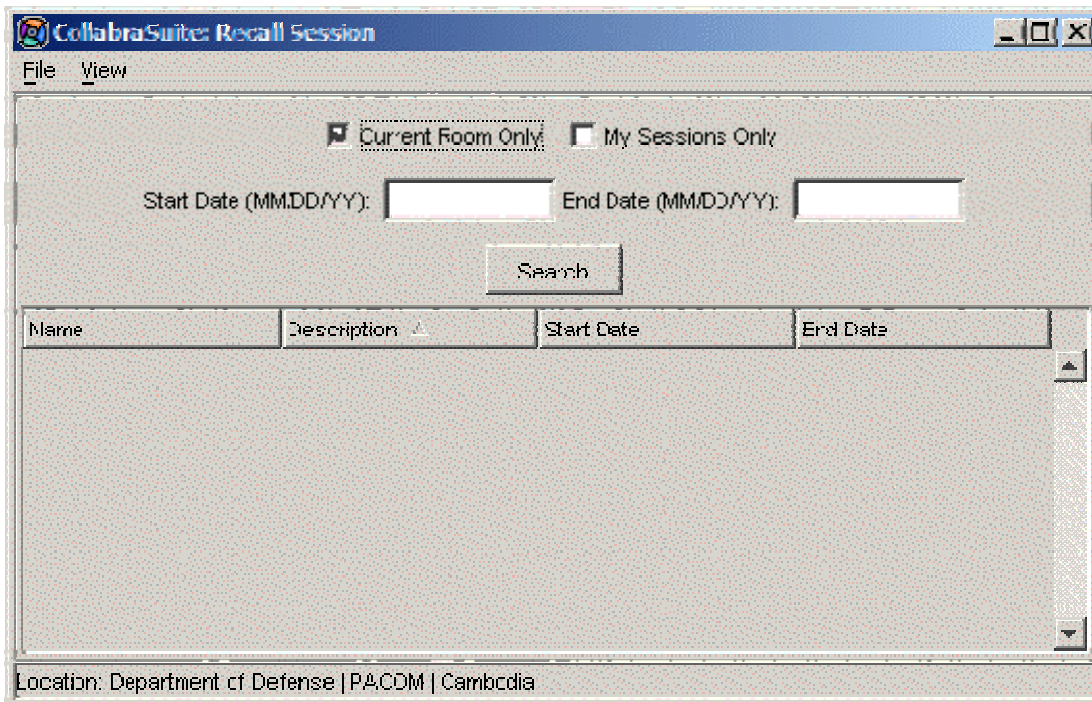 CollabraSuite: Recall Session
File View
Current Room Only My Sessions Only
Start Date (MM/DD/YY): End Date (MM/DD/YY):
Search
Name Description Start Date End Date
Location: Department of Defense | PACOM | Cambodia